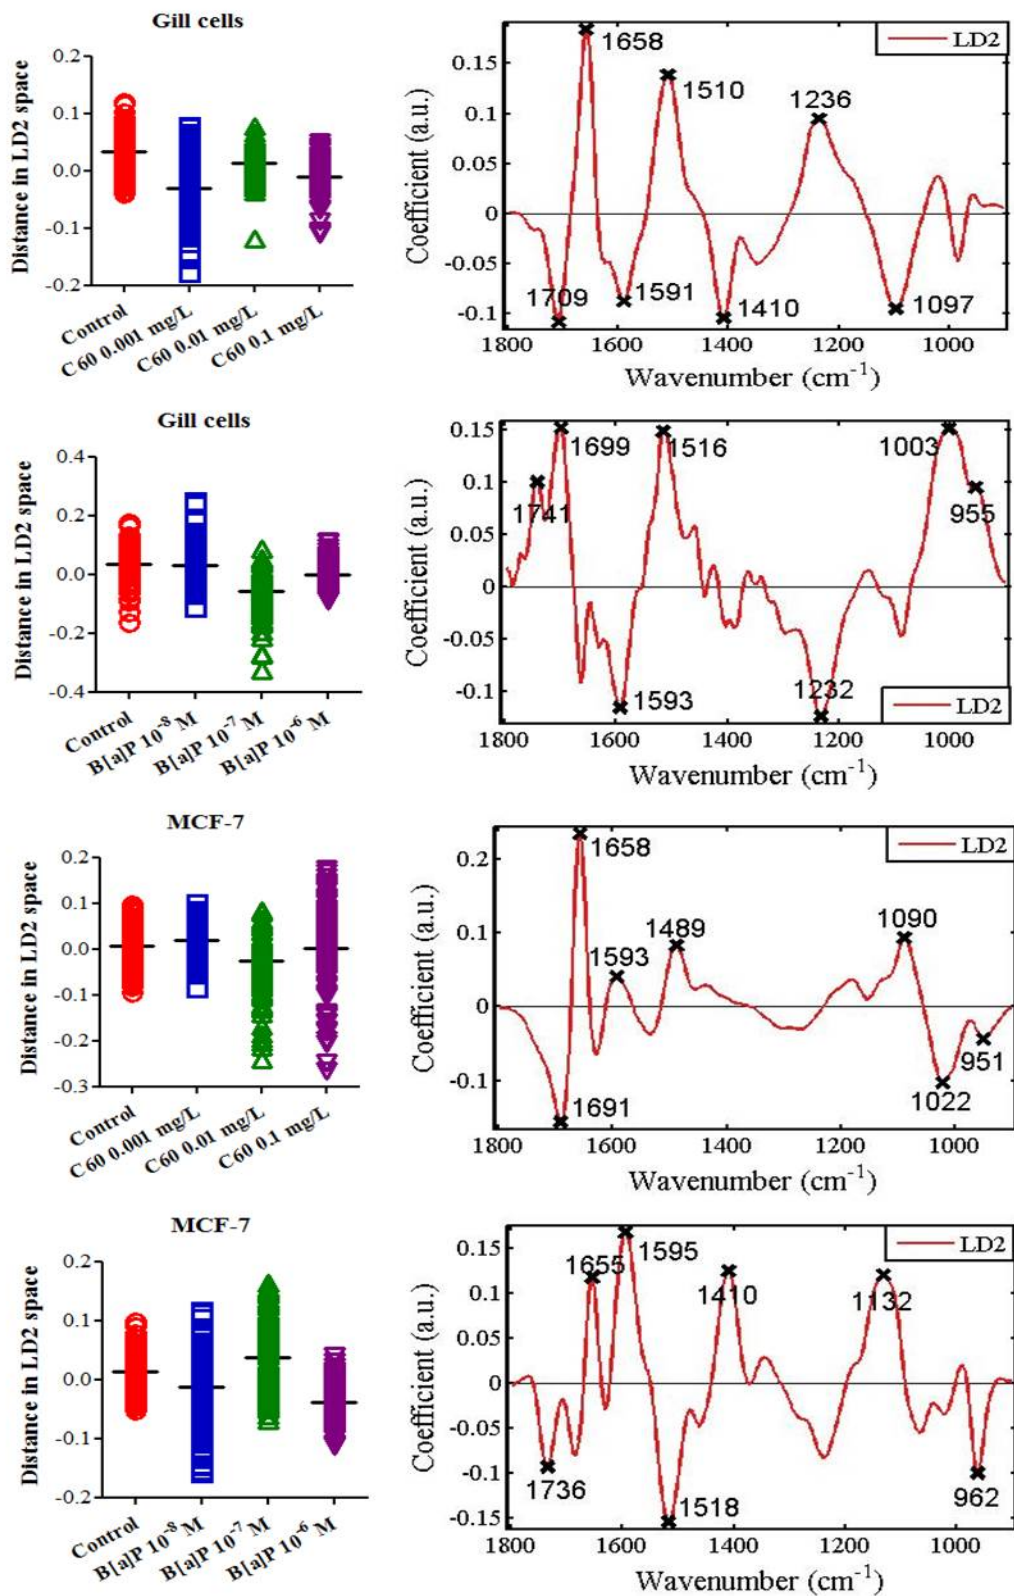 Gill cells
Distance in LD2 space
0.2
0.1
0.0
-0.1
-0.2
Control
C60 0.001 mg/L
C60 0.01 mg/L
C60 0.1 mg/L
LD2
Coefficient (a.u.)
0.15
0.1
0.05
0
-0.05
-0.1
1658
1510
1236
1709
1591
1410
1097
1800
1600
1400
1200
1000
Wavenumber (cm⁻¹)
Gill cells
Distance in LD2 space
0.4
0.2
0.0
-0.2
-0.4
Control
B[a]P 10⁻⁸ M
B[a]P 10⁻⁷ M
B[a]P 10⁻⁶ M
Coefficient (a.u.)
0.15
0.1
0.05
0
-0.05
-0.1
1699
1516
1003
1741
955
1593
1232
LD2
1800
1600
1400
1200
1000
Wavenumber (cm⁻¹)
MCF-7
Distance in LD2 space
0.2
0.1
0.0
-0.1
-0.2
-0.3
Control
C60 0.001 mg/L
C60 0.01 mg/L
C60 0.1 mg/L
LD2
Coefficient (a.u.)
0.2
0.1
0
-0.1
1658
1593
1489
1090
951
1691
1022
1800
1600
1400
1200
1000
Wavenumber (cm⁻¹)
MCF-7
Distance in LD2 space
0.2
0.1
0.0
-0.1
-0.2
Control
B[a]P 10⁻⁸ M
B[a]P 10⁻⁷ M
B[a]P 10⁻⁶ M
LD2
Coefficient (a.u.)
0.15
0.1
0.05
0
-0.05
-0.1
-0.15
1655
1595
1410
1132
1736
1518
962
1800
1600
1400
1200
1000
Wavenumber (cm⁻¹)